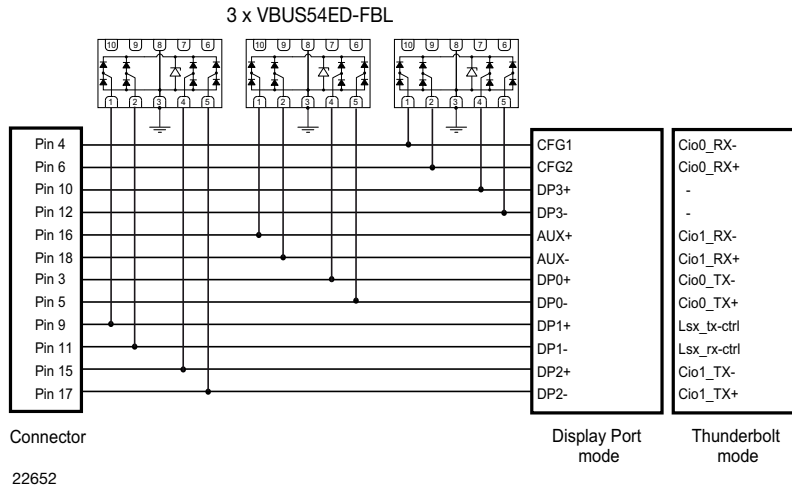 3 x VBUS54ED-FBL
10 9 8 7 6
1 2 3 4 5
10 9 8 7 6
1 2 3 4 5
10 9 8 7 6
1 2 3 4 5
Pin 4 CFG1 Cio0_RX-
Pin 6 CFG2 Cio0_RX+
Pin 10 DP3+ -
Pin 12 DP3- -
Pin 16 AUX+ Cio1_RX-
Pin 18 AUX- Cio1_RX+
Pin 3 DP0+ Cio0_TX-
Pin 5 DP0- Cio0_TX+
Pin 9 DP1+ Lsx_tx-ctrl
Pin 11 DP1- Lsx_rx-ctrl
Pin 15 DP2+ Cio1_TX-
Pin 17 DP2- Cio1_TX+
Connector
Display Port
mode
Thunderbolt
mode
22652